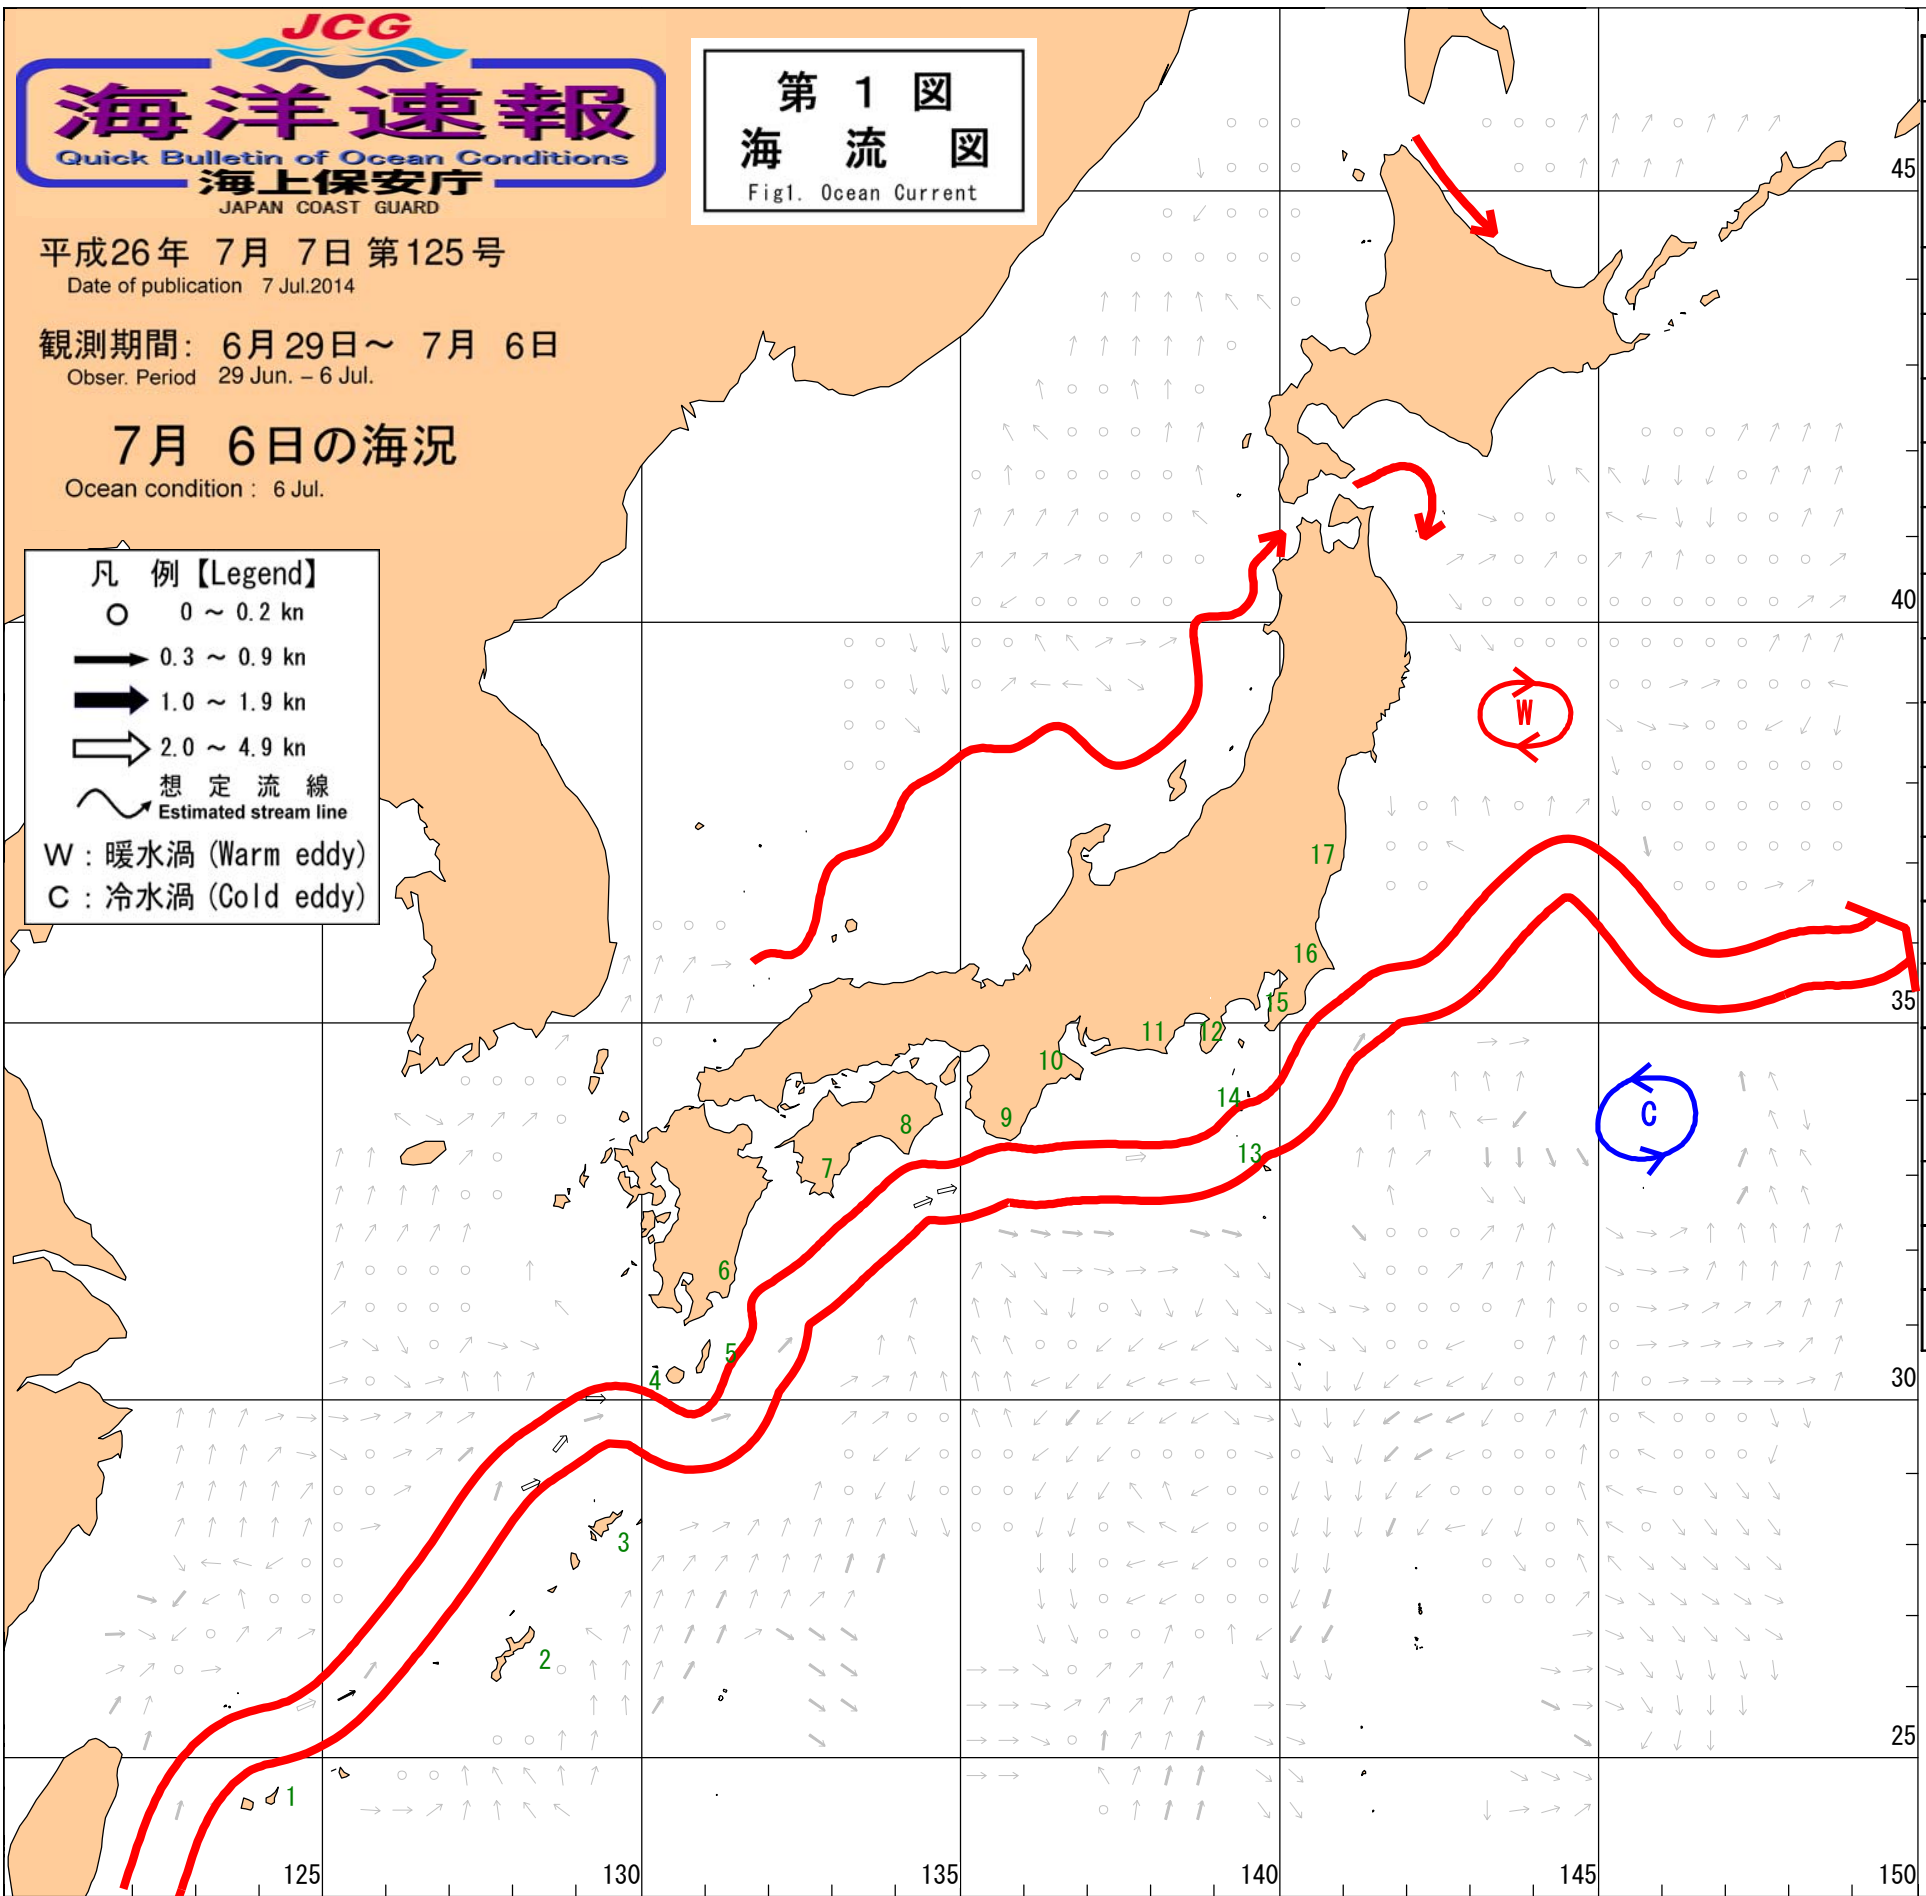 JCG
海洋速報
Quick Bulletin of Ocean Conditions
海上保安庁
JAPAN COAST GUARD
第 1 図
海 流 図
Fig1. Ocean Current
平成26年 7月 7日 第125号
Date of publication 7 Jul.2014
観測期間: 6月29日～ 7月 6日
Obser. Period 29 Jun. – 6 Jul.
7月 6日の海況
Ocean condition : 6 Jul.
凡 例【Legend】
0 ～ 0.2 kn
0.3 ～ 0.9 kn
1.0 ～ 1.9 kn
2.0 ～ 4.9 kn
想 定 流 線
Estimated stream line
W : 暖水渦 (Warm eddy)
C : 冷水渦 (Cold eddy)
45
40
W
17
16
15
35
11
12
10
14
C
9
8
13
7
6
5
4
30
3
2
25
1
125
130
135
140
145
150